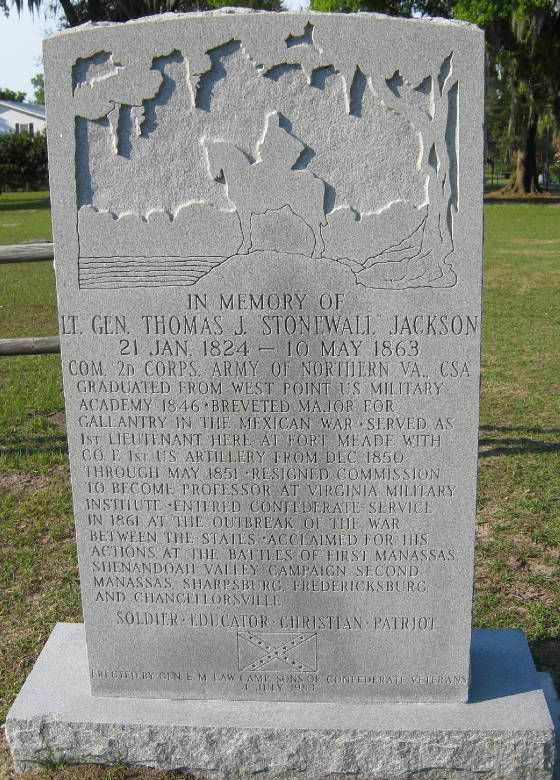 IN MEMORY OF
LT. GEN. THOMAS J. "STONEWALL" JACKSON
21 JAN. 1824 — 10 MAY 1863
COM. 2D CORPS, ARMY OF NORTHERN VA., CSA
GRADUATED FROM WEST POINT US MILITARY
ACADEMY 1846 · BREVETED MAJOR FOR
GALLANTRY IN THE MEXICAN WAR · SERVED AS
1ST LIEUTENANT HERE AT FORT MEADE WITH
CO. E 1ST US ARTILLERY FROM DEC. 1850
THROUGH MAY 1851 · RESIGNED COMMISSION
TO BECOME PROFESSOR AT VIRGINIA MILITARY
INSTITUTE · ENTERED CONFEDERATE SERVICE
IN 1861 AT THE OUTBREAK OF THE WAR
BETWEEN THE STATES · ACCLAIMED FOR HIS
ACTIONS AT THE BATTLES OF FIRST MANASSAS,
SHENANDOAH VALLEY CAMPAIGN, SECOND
MANASSAS, SHARPSBURG, FREDERICKSBURG
AND CHANCELLORSVILLE
SOLDIER · EDUCATOR · CHRISTIAN · PATRIOT
ERECTED BY GEN. E. M. LAW CAMP, SONS OF CONFEDERATE VETERANS
4 JULY